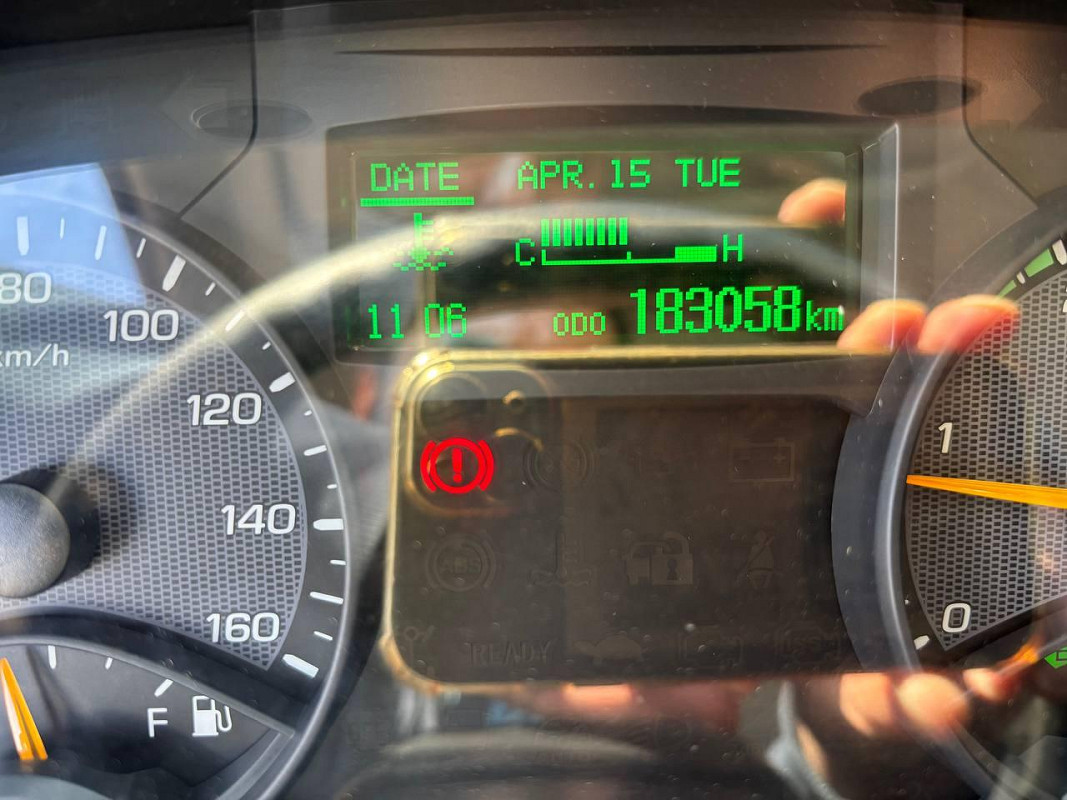 DATE APR. 15 TUE
C H
11 06 ODO 183058km
80
100
km/h
120
140
160
F
1
0
ABS
READY